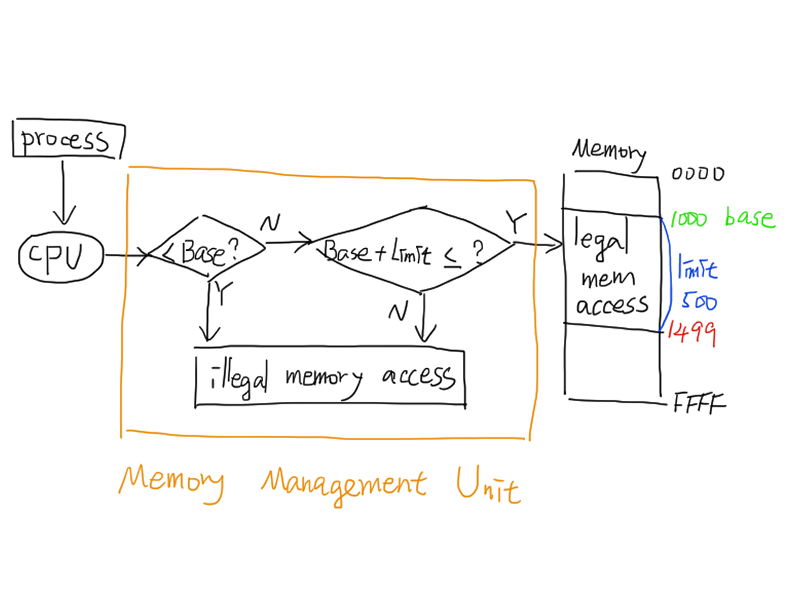 process
CPU
< Base?
N
Y
Base + Limit ≤ ?
Y
N
illegal memory access
Memory Management Unit
Memory
0000
1000 base
legal
mem
access
limit
500
1499
FFFF